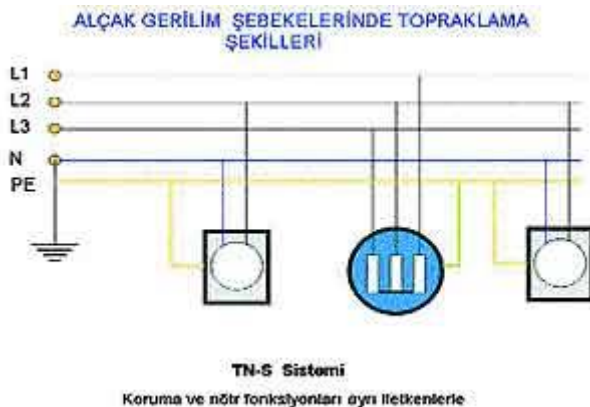 ALÇAK GERİLİM ŞEBEKELERİNDE TOPRAKLAMA
ŞEKİLLERİ
L1
L2
L3
N
PE
TN-S Sistemi
Koruma ve nötr fonksiyonları ayrı iletkenlerle